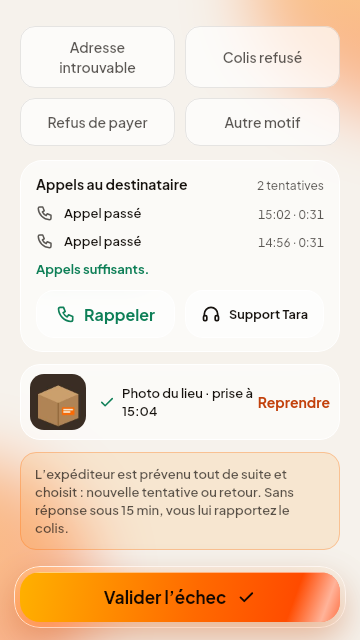 Adresse
introuvable
Colis refusé
Refus de payer
Autre motif
Appels au destinataire
2 tentatives
Appel passé
15:02 · 0:31
Appel passé
14:56 · 0:31
Appels suffisants.
Rappeler
Support Tara
Photo du lieu · prise à
15:04
Reprendre
L’expéditeur est prévenu tout de suite et
choisit : nouvelle tentative ou retour. Sans
réponse sous 15 min, vous lui rapportez le
colis.
Valider l’échec